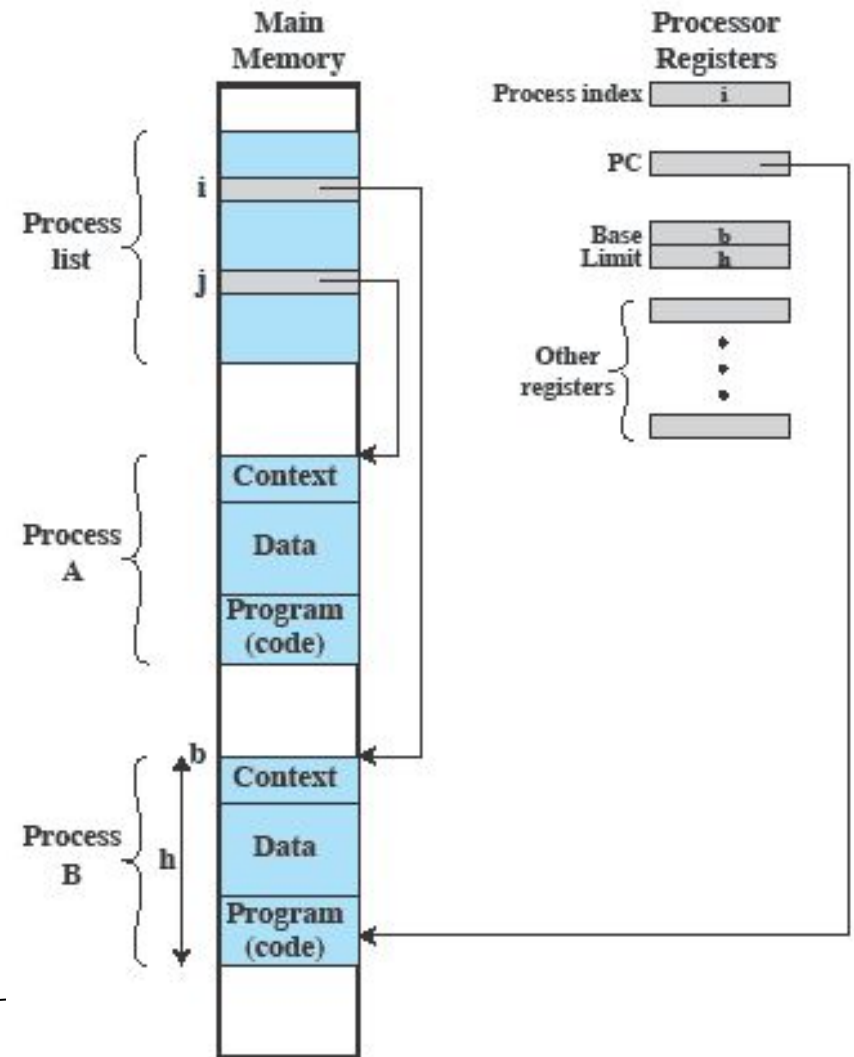 Main
Memory
Processor
Registers
Process index
i
PC
Base
b
Limit
h
Other
registers
Process
list
i
j
Process
A
Context
Data
Program
(code)
Process
B
b
h
Context
Data
Program
(code)